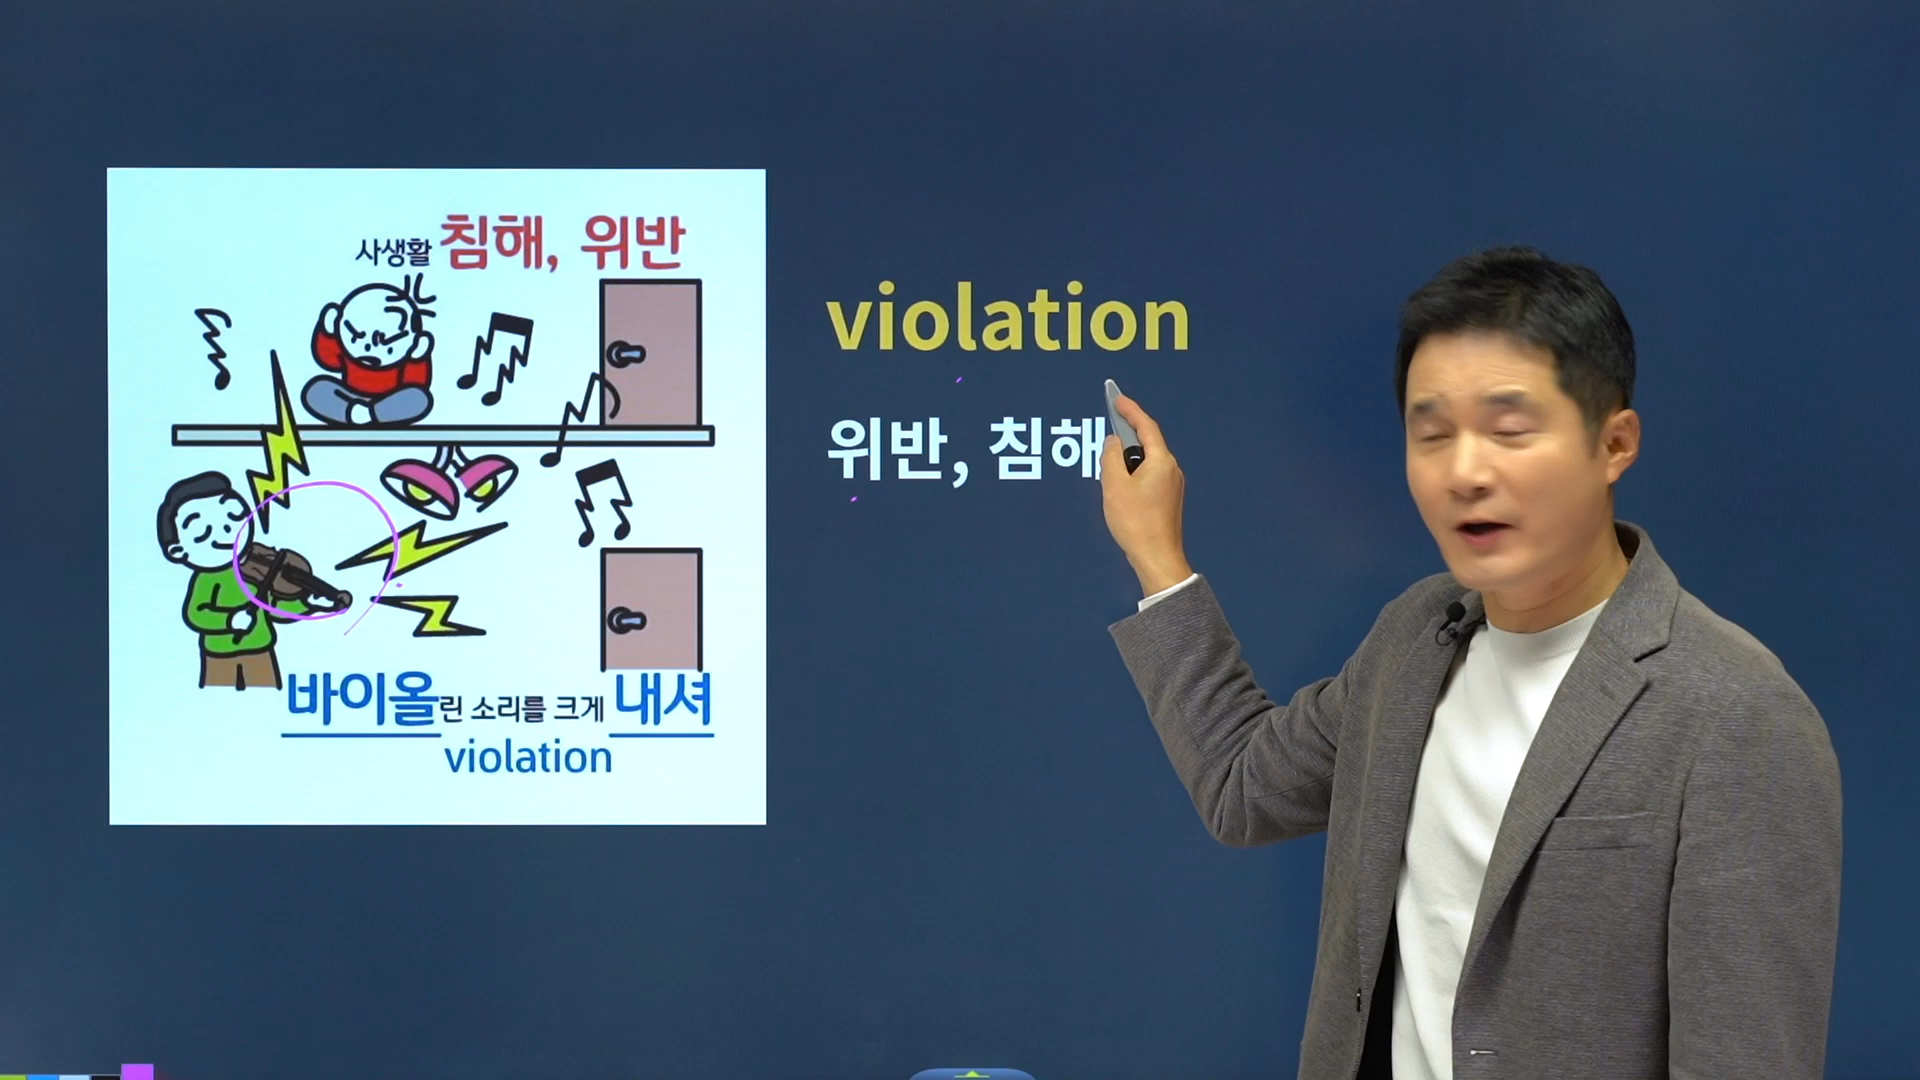 사생활 침해, 위반
바이올린 소리를 크게 내셔
violation
violation
위반, 침해